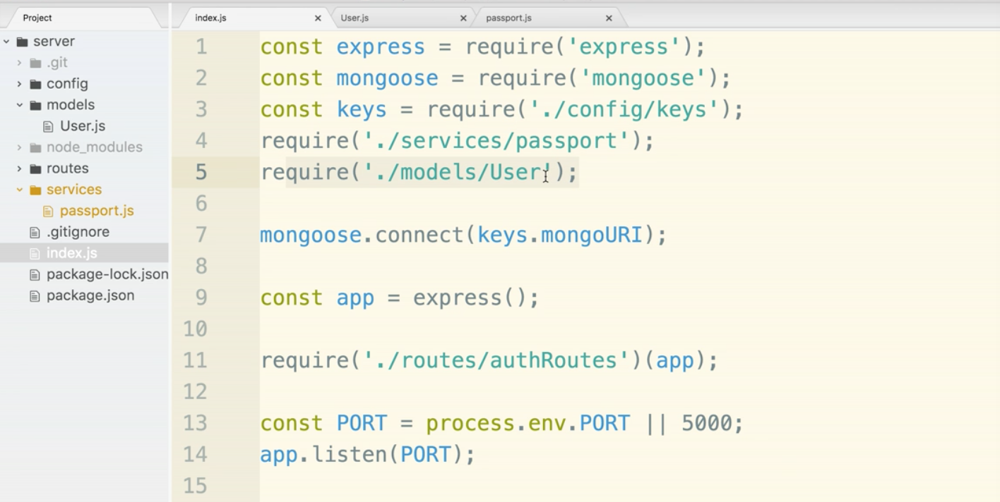 Project
server
.git
config
models
User.js
node_modules
routes
services
passport.js
.gitignore
index.js
package-lock.json
package.json
index.js
User.js
passport.js
1 const express = require('express');
2 const mongoose = require('mongoose');
3 const keys = require('./config/keys');
4 require('./services/passport');
5 require('./models/User');
6
7 mongoose.connect(keys.mongoURI);
8
9 const app = express();
10
11 require('./routes/authRoutes')(app);
12
13 const PORT = process.env.PORT || 5000;
14 app.listen(PORT);
15